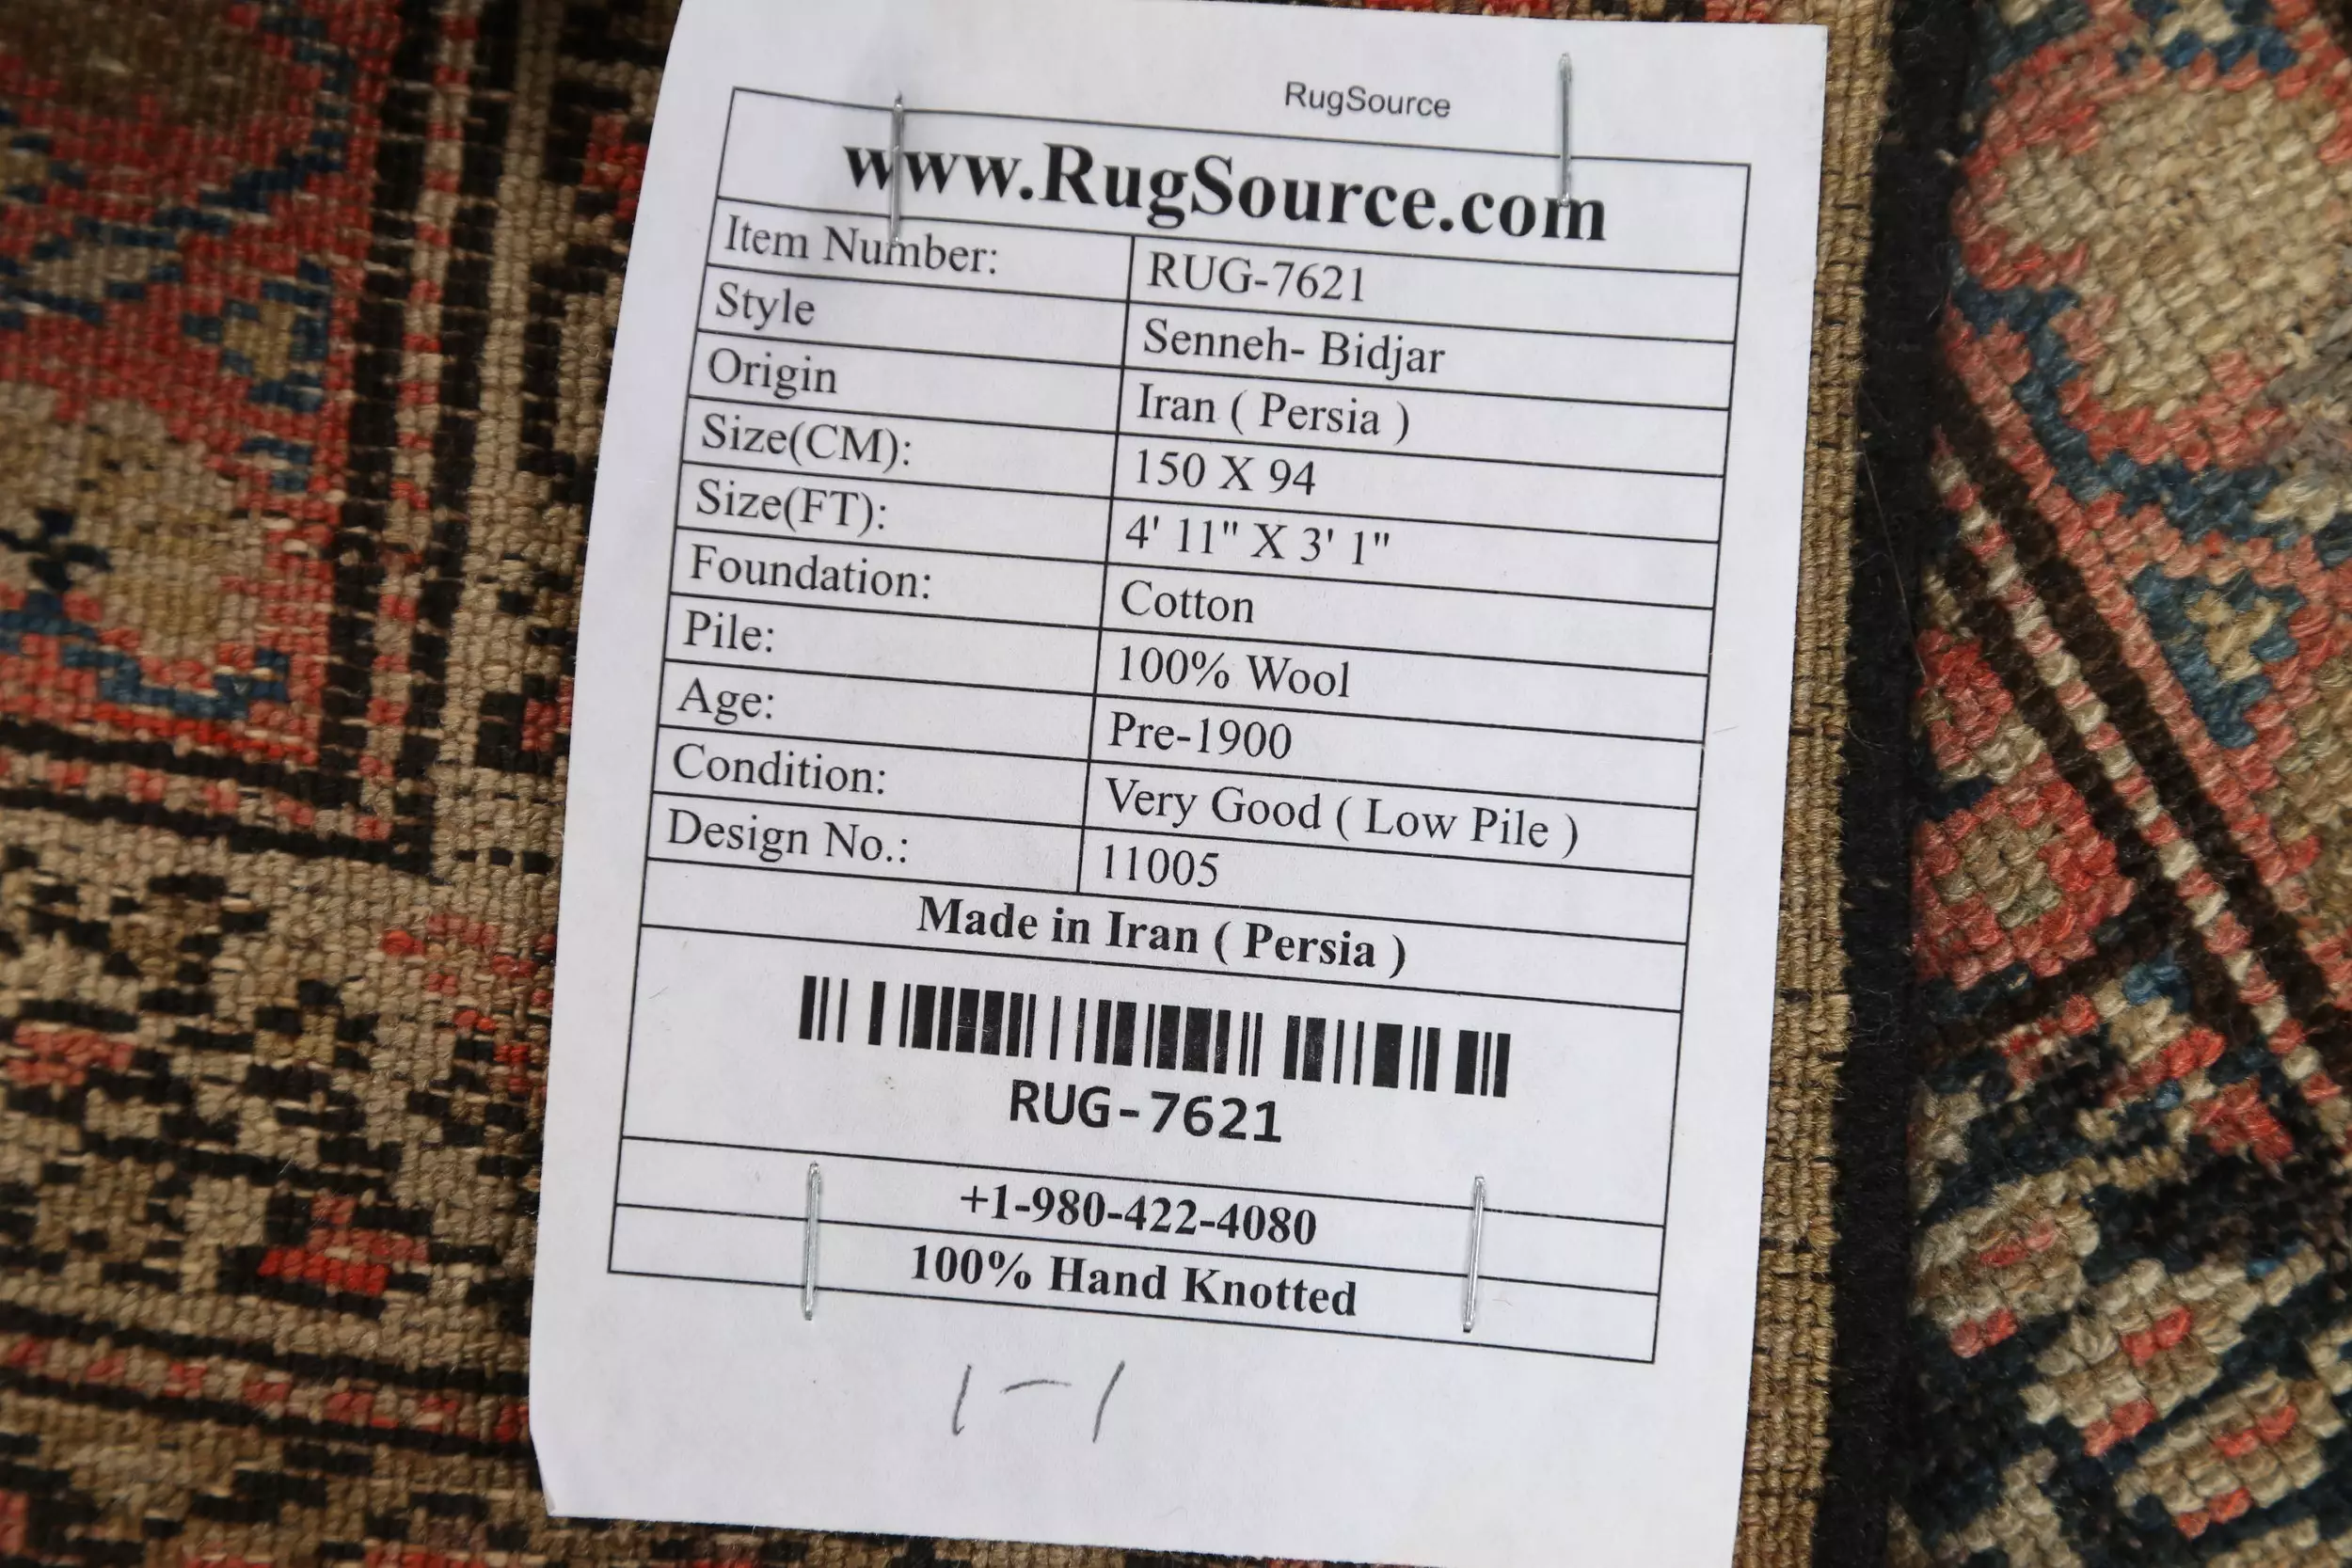 RugSource
www.RugSource.com
Item Number: RUG-7621
Style Senneh- Bidjar
Origin Iran ( Persia )
Size(CM): 150 X 94
Size(FT): 4' 11" X 3' 1"
Foundation: Cotton
Pile: 100% Wool
Age: Pre-1900
Condition: Very Good ( Low Pile )
Design No.: 11005
Made in Iran ( Persia )
RUG-7621
+1-980-422-4080
100% Hand Knotted
1-1